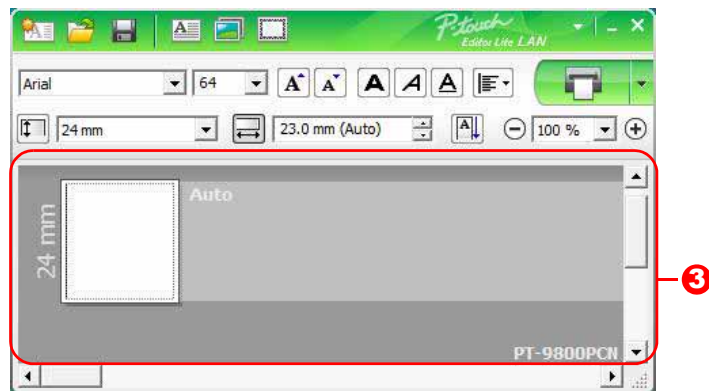 P-touch
Editor Lite LAN
Arial 64 A A A A A
24 mm 23.0 mm (Auto) A 100 %
Auto
24 mm
3
PT-9800PCN